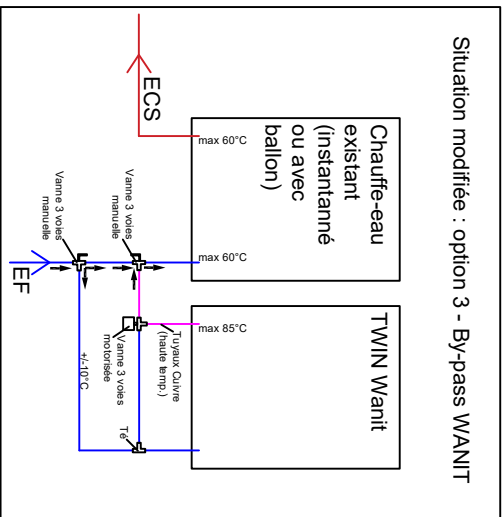 Situation modifiée : option 3 - By-pass WANIT
Chauffe-eau
existant
(instantanné
ou avec
ballon)
TWIN Wanit
max 60°C
max 60°C
max 85°C
ECS
Vanne 3 voies
manuelle
Vanne 3 voies
manuelle
Tuyaux Cuivre
(haute temp.)
Vanne 3 voies
motorisée
Té
EF
+/-10°C